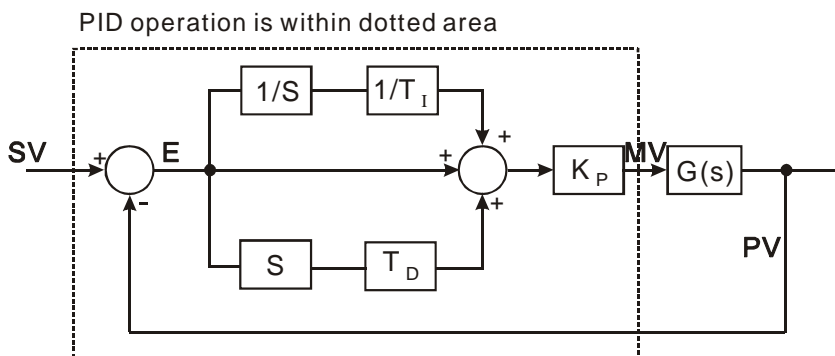 PID operation is within dotted area
1/S
1/T I
+
SV
+
E
+
K P
MV
G(s)
-
+
PV
S
T D